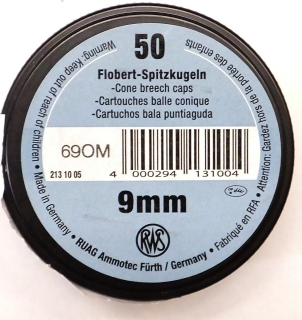 50
Flobert-Spitzkugeln
-Cone breech caps
-Cartouches balle conique
-Cartuchos bala puntiaguda
69OM
213 10 05
4 000294 131004
9mm
RWS
Warning: Keep out of reach of children • Made in Germany • RUAG Ammotec Fürth / Germany • Fabriqué en RFA • Attention: Gardez hors de la portée des enfants